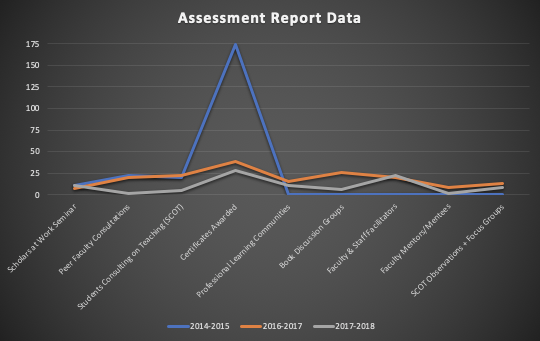 Assessment Report Data
175
150
125
100
75
50
25
0
Scholars at Work Seminar
Peer Faculty Consultations
Students Consulting on Teaching (SCOT)
Certificates Awarded
Professional Learning Communities
Book Discussion Groups
Faculty & Staff Facilitators
Faculty Mentors/Mentees
SCOT Observations + Focus Groups
2014-2015 2016-2017 2017-2018